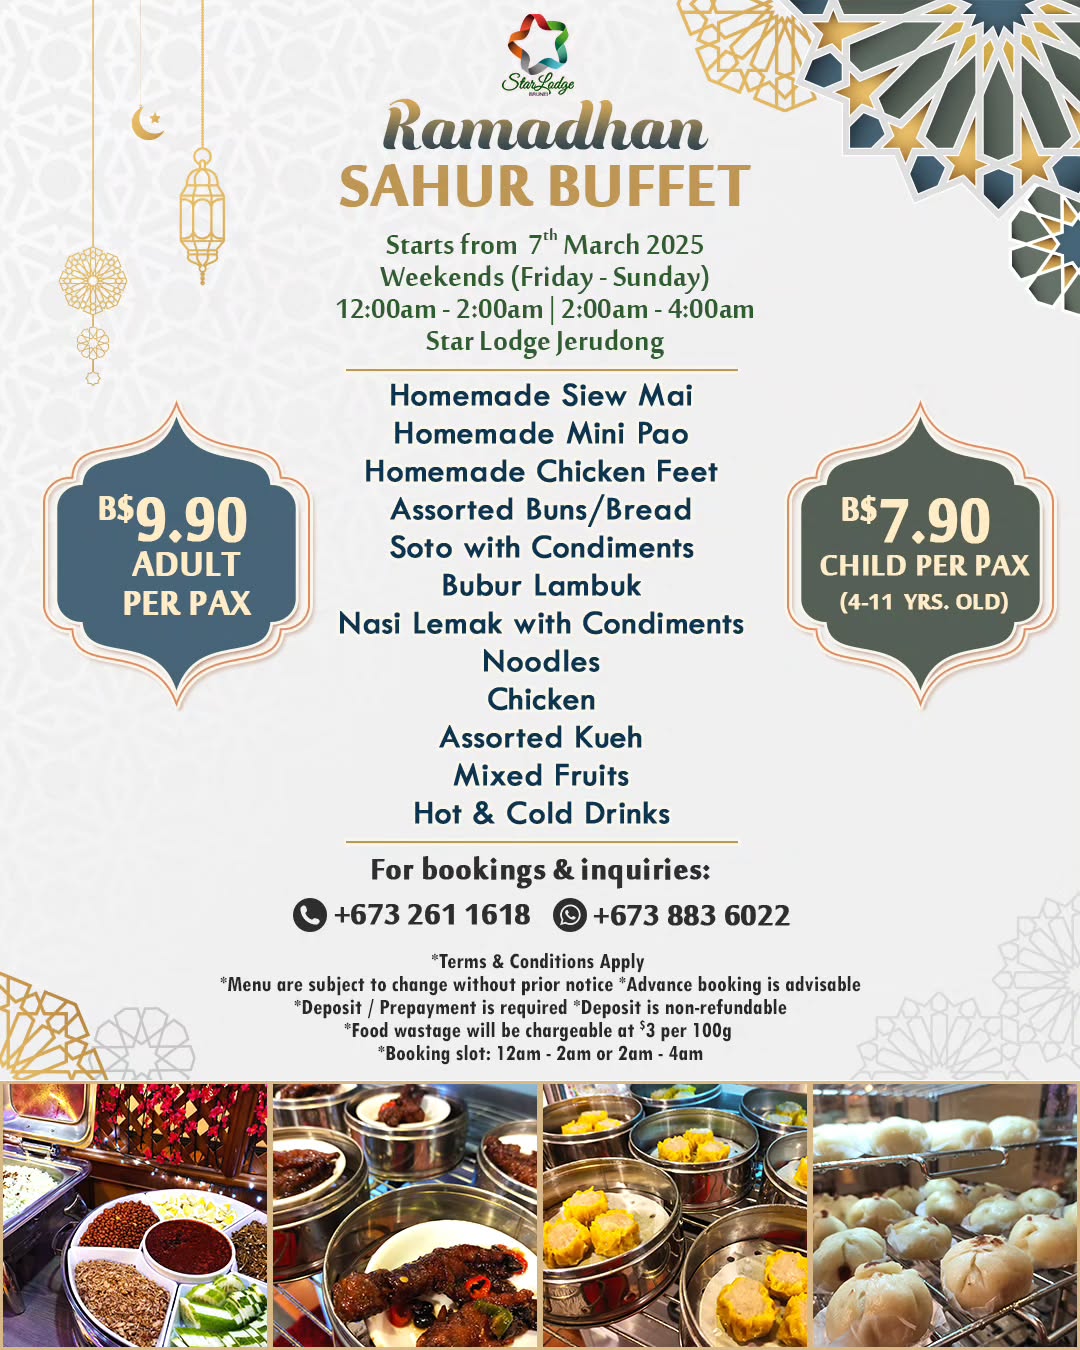 Star Lodge
BRUNEI
Ramadhan
SAHUR BUFFET
Starts from 7th March 2025
Weekends (Friday - Sunday)
12:00am - 2:00am | 2:00am - 4:00am
Star Lodge Jerudong
B$9.90
ADULT
PER PAX
Homemade Siew Mai
Homemade Mini Pao
Homemade Chicken Feet
Assorted Buns/Bread
Soto with Condiments
Bubur Lambuk
Nasi Lemak with Condiments
Noodles
Chicken
Assorted Kueh
Mixed Fruits
Hot & Cold Drinks
B$7.90
CHILD PER PAX
(4-11 YRS. OLD)
For bookings & inquiries:
+673 261 1618 +673 883 6022
*Terms & Conditions Apply
*Menu are subject to change without prior notice *Advance booking is advisable
*Deposit / Prepayment is required *Deposit is non-refundable
*Food wastage will be chargeable at $3 per 100g
*Booking slot: 12am - 2am or 2am - 4am